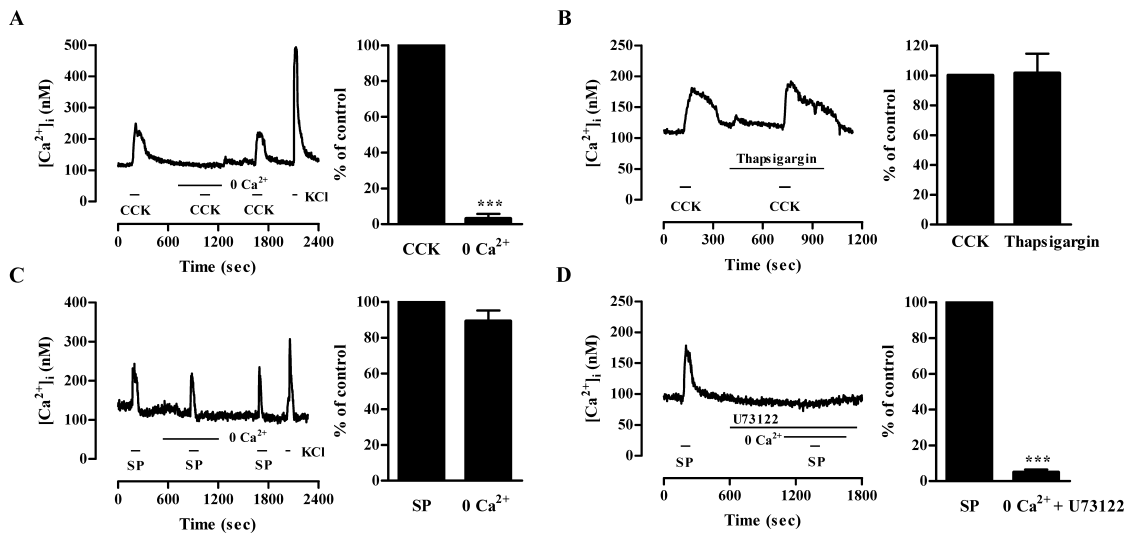 A
[Ca²⁺]ᵢ (nM)
500
400
300
200
100
0
0 Ca²⁺
KCl
CCK
CCK
CCK
0
600
1200
1800
2400
Time (sec)
% of control
100
80
60
40
20
0
***
CCK
0 Ca²⁺
B
[Ca²⁺]ᵢ (nM)
250
200
150
100
50
0
Thapsigargin
CCK
CCK
0
300
600
900
1200
Time (sec)
% of control
120
100
80
60
40
20
0
CCK
Thapsigargin
C
[Ca²⁺]ᵢ (nM)
400
300
200
100
0
0 Ca²⁺
KCl
SP
SP
SP
0
600
1200
1800
2400
Time (sec)
% of control
100
80
60
40
20
0
SP
0 Ca²⁺
D
[Ca²⁺]ᵢ (nM)
250
200
150
100
50
0
U73122
0 Ca²⁺
SP
SP
0
600
1200
1800
Time (sec)
% of control
100
80
60
40
20
0
***
SP
0 Ca²⁺ + U73122